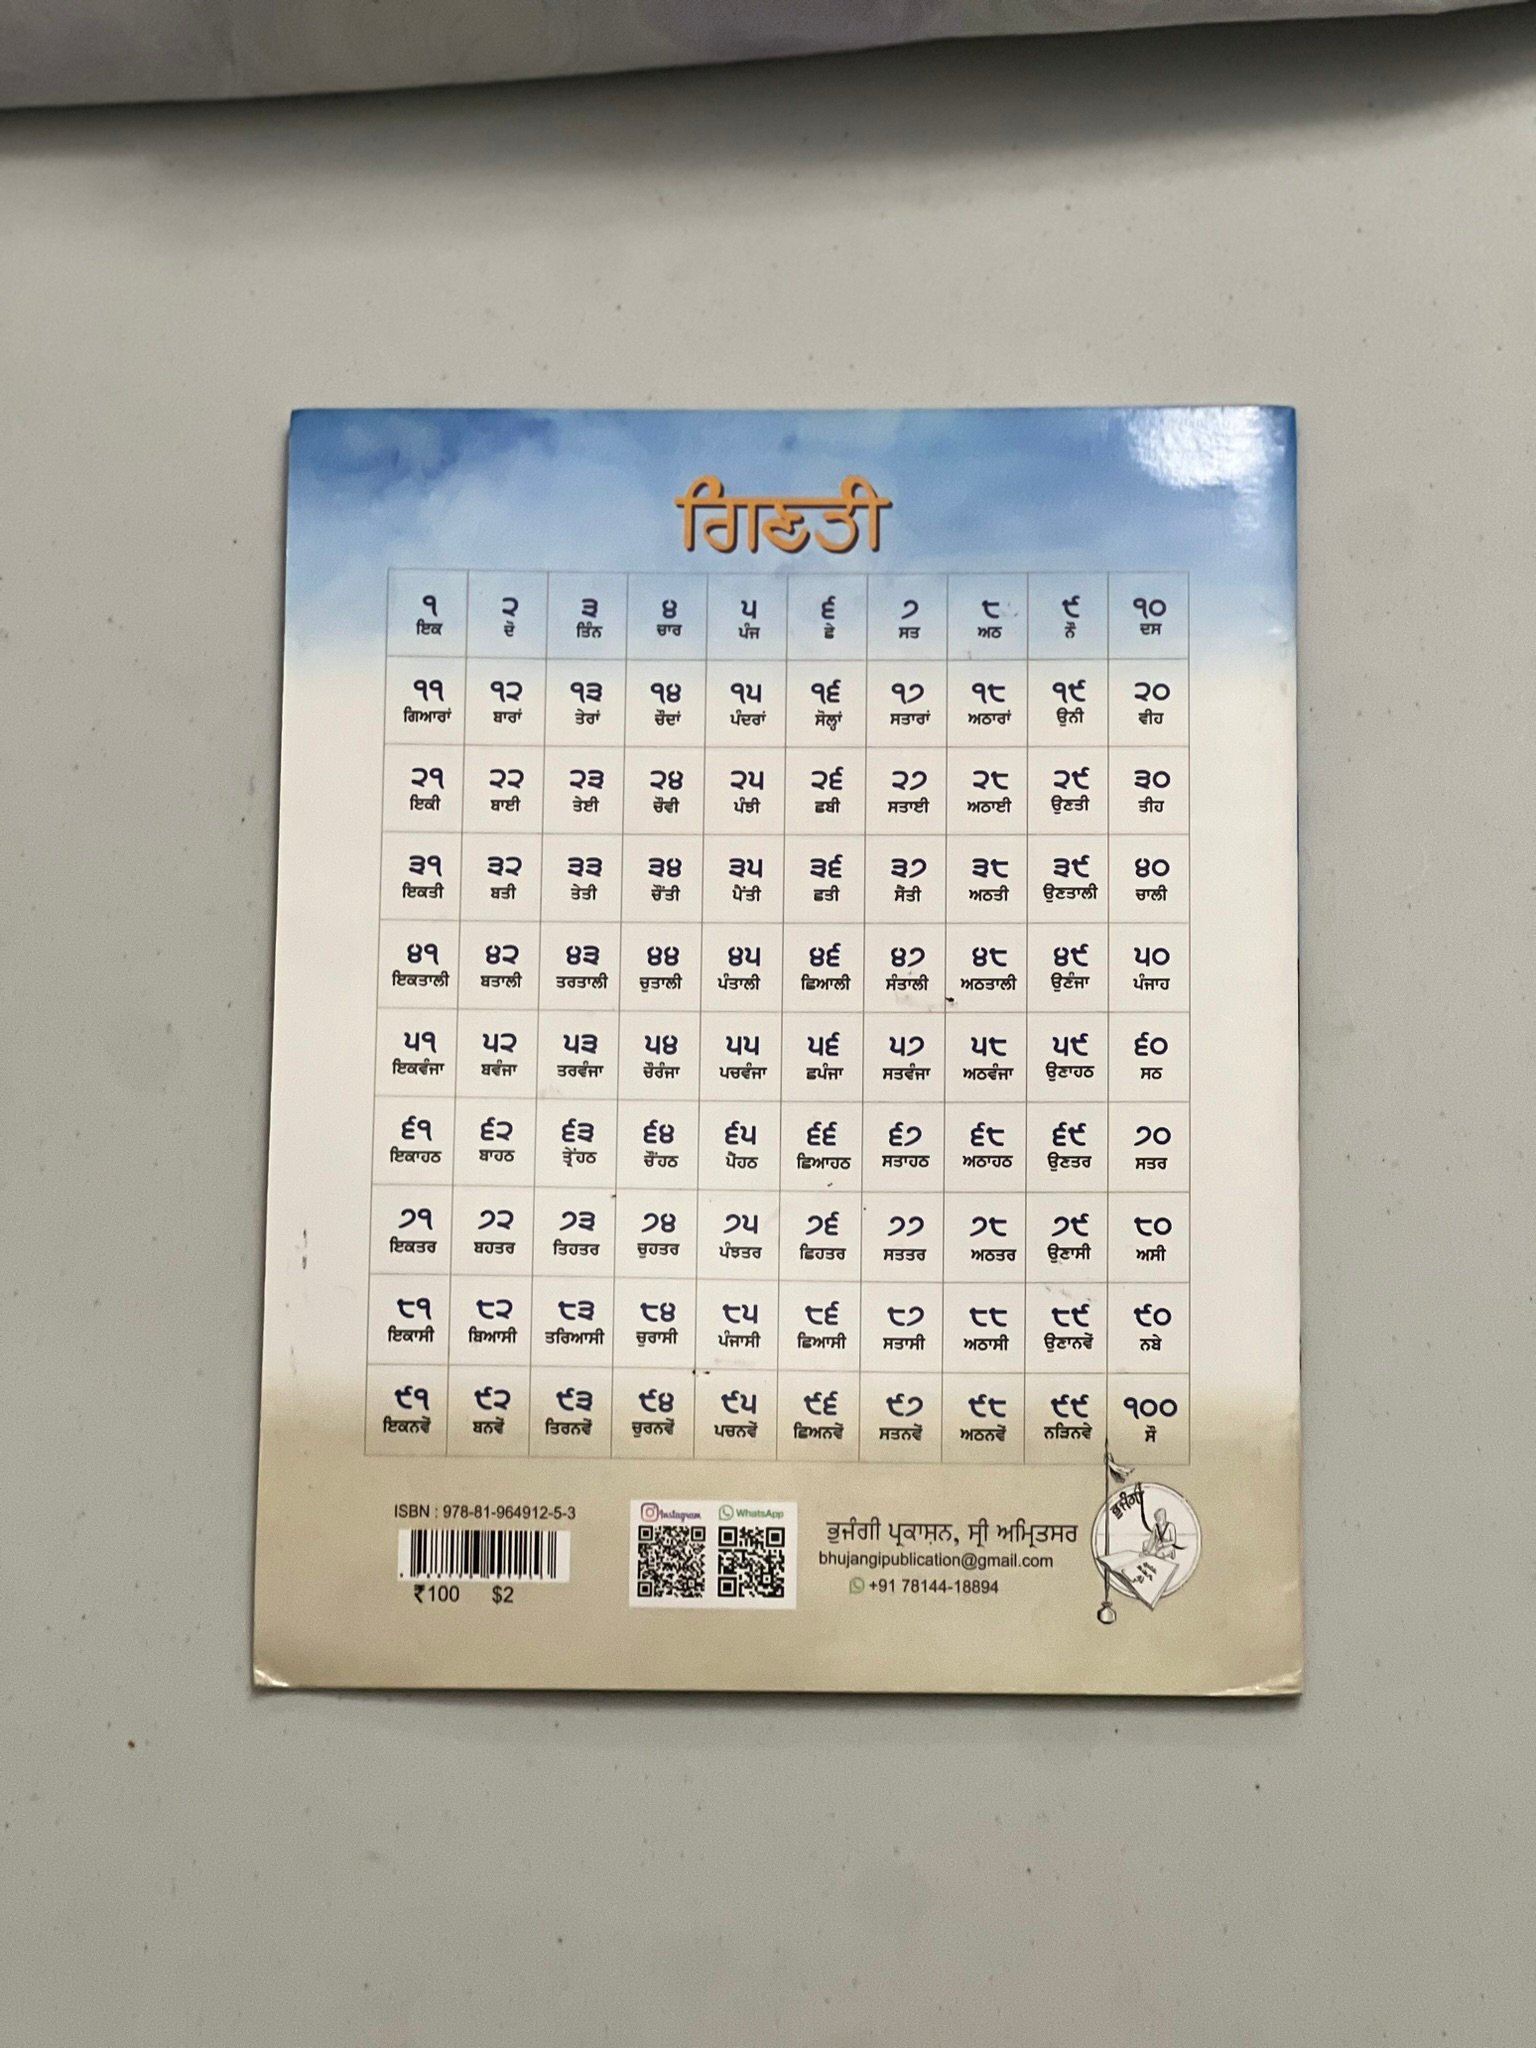 ਗਿਣਤੀ
੧ ੨ ੩ ੪ ੫ ੬ ੭ ੮ ੯ ੧੦
ਇਕ ਦੋ ਤਿੰਨ ਚਾਰ ਪੰਜ ਛੇ ਸਤ ਅਠ ਨੌ ਦਸ
੧੧ ੧੨ ੧੩ ੧੪ ੧੫ ੧੬ ੧੭ ੧੮ ੧੯ ੨੦
ਗਿਆਰਾਂ ਬਾਰਾਂ ਤੇਰਾਂ ਚੌਦਾਂ ਪੰਦਰਾਂ ਸੋਲ੍ਹਾਂ ਸਤਾਰਾਂ ਅਠਾਰਾਂ ਉਨੀ ਵੀਹ
੨੧ ੨੨ ੨੩ ੨੪ ੨੫ ੨੬ ੨੭ ੨੮ ੨੯ ੩੦
ਇਕੀ ਬਾਈ ਤੇਈ ਚੌਵੀ ਪੰਝੀ ਛਬੀ ਸਤਾਈ ਅਠਾਈ ਉਣਤੀ ਤੀਹ
੩੧ ੩੨ ੩੩ ੩੪ ੩੫ ੩੬ ੩੭ ੩੮ ੩੯ ੪੦
ਇਕਤੀ ਬਤੀ ਤੇਤੀ ਚੌਂਤੀ ਪੈਂਤੀ ਛਤੀ ਸੈਂਤੀ ਅਠਤੀ ਉਣਤਾਲੀ ਚਾਲੀ
੪੧ ੪੨ ੪੩ ੪੪ ੪੫ ੪੬ ੪੭ ੪੮ ੪੯ ੫੦
ਇਕਤਾਲੀ ਬਤਾਲੀ ਤਰਤਾਲੀ ਚੁਤਾਲੀ ਪੰਤਾਲੀ ਛਿਆਲੀ ਸੰਤਾਲੀ ਅਠਤਾਲੀ ਉਣੰਜਾ ਪੰਜਾਹ
੫੧ ੫੨ ੫੩ ੫੪ ੫੫ ੫੬ ੫੭ ੫੮ ੫੯ ੬੦
ਇਕਵੰਜਾ ਬਵੰਜਾ ਤਰਵੰਜਾ ਚੌਰੰਜਾ ਪਚਵੰਜਾ ਛਪੰਜਾ ਸਤਵੰਜਾ ਅਠਵੰਜਾ ਉਣਾਹਠ ਸਠ
੬੧ ੬੨ ੬੩ ੬੪ ੬੫ ੬੬ ੬੭ ੬੮ ੬੯ ੭੦
ਇਕਾਹਠ ਬਾਹਠ ਤ੍ਰੇਂਹਠ ਚੌਂਹਠ ਪੈਂਹਠ ਛਿਆਹਠ ਸਤਾਹਠ ਅਠਾਹਠ ਉਣਤਰ ਸਤਰ
੭੧ ੭੨ ੭੩ ੭੪ ੭੫ ੭੬ ੭੭ ੭੮ ੭੯ ੮੦
ਇਕਤਰ ਬਹਤਰ ਤਿਹਤਰ ਚੁਹਤਰ ਪੰਝਤਰ ਛਿਹਤਰ ਸਤਤਰ ਅਠਤਰ ਉਣਾਸੀ ਅਸੀ
੮੧ ੮੨ ੮੩ ੮੪ ੮੫ ੮੬ ੮੭ ੮੮ ੮੯ ੯੦
ਇਕਾਸੀ ਬਿਆਸੀ ਤਰਿਆਸੀ ਚੁਰਾਸੀ ਪੰਜਾਸੀ ਛਿਆਸੀ ਸਤਾਸੀ ਅਠਾਸੀ ਉਣਾਨਵੇਂ ਨਬੇ
੯੧ ੯੨ ੯੩ ੯੪ ੯੫ ੯੬ ੯੭ ੯੮ ੯੯ ੧੦੦
ਇਕਨਵੇਂ ਬਨਵੇਂ ਤਿਰਨਵੇਂ ਚੁਰਨਵੇਂ ਪਚਨਵੇਂ ਛਿਅਨਵੇਂ ਸਤਨਵੇਂ ਅਠਨਵੇਂ ਨੜਿਨਵੇ ਸੌ
ISBN : 978-81-964912-5-3
₹100 $2
Instagram WhatsApp
ਭੁਜੰਗੀ ਪ੍ਰਕਾਸ਼ਨ, ਸ੍ਰੀ ਅਮ੍ਰਿਤਸਰ
bhujangipublication@gmail.com
+91 78144-18894
ਭੁਜੰਗੀ